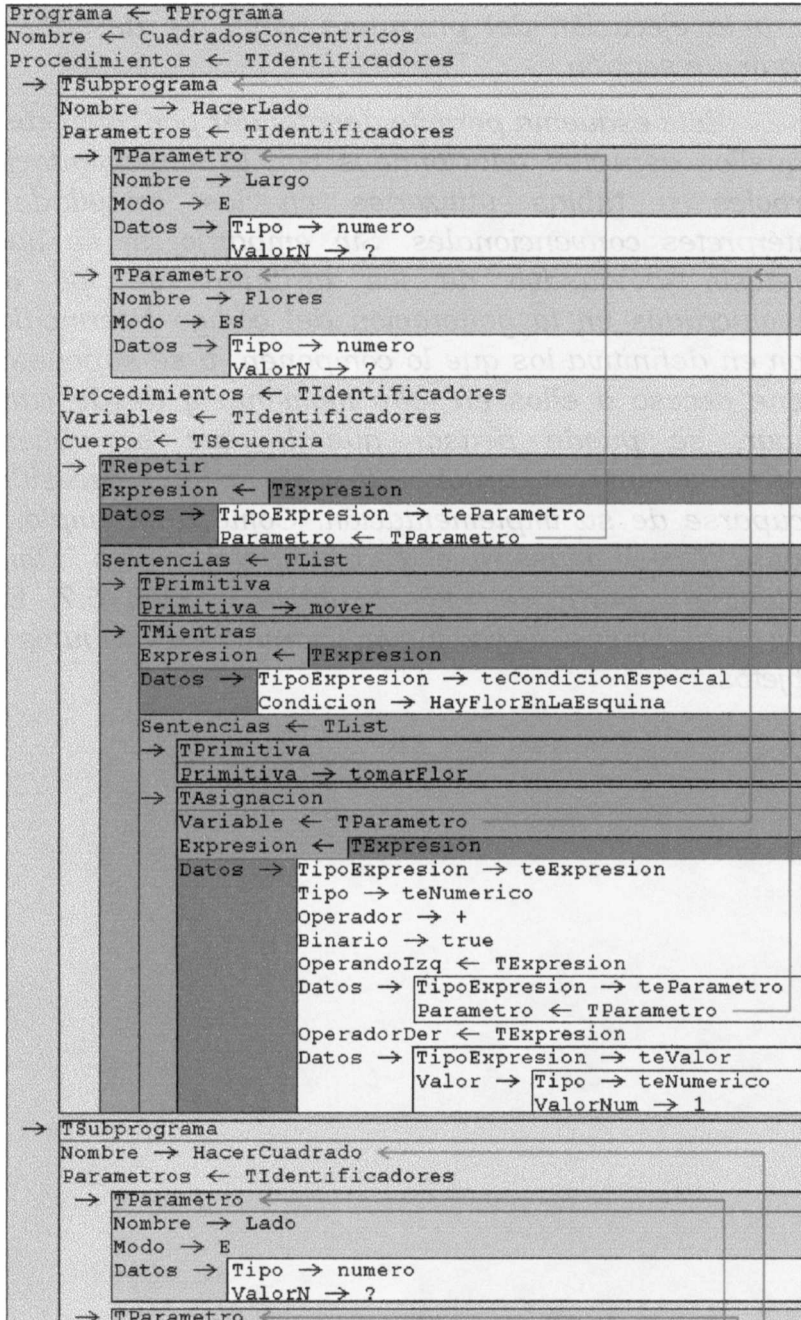 Programa ← TPrograma
Nombre ← CuadradosConcentricos
Procedimientos ← TIdentificadores
→ TSubprograma
Nombre → HacerLado
Parametros ← TIdentificadores
→ TParametro
Nombre → Largo
Modo → E
Datos → Tipo → numero
ValorN → ?
→ TParametro
Nombre → Flores
Modo → ES
Datos → Tipo → numero
ValorN → ?
Procedimientos ← TIdentificadores
Variables ← TIdentificadores
Cuerpo ← TSecuencia
→ TRepetir
Expresion ← TExpresion
Datos → TipoExpresion → teParametro
Parametro ← TParametro
Sentencias ← TList
→ TPrimitiva
Primitiva → mover
→ TMientras
Expresion ← TExpresion
Datos → TipoExpresion → teCondicionEspecial
Condicion → HayFlorEnLaEsquina
Sentencias ← TList
→ TPrimitiva
Primitiva → tomarFlor
→ TAsignacion
Variable ← TParametro
Expresion ← TExpresion
Datos → TipoExpresion → teExpresion
Tipo → teNumerico
Operador → +
Binario → true
OperandoIzq ← TExpresion
Datos → TipoExpresion → teParametro
Parametro ← TParametro
OperadorDer ← TExpresion
Datos → TipoExpresion → teValor
Valor → Tipo → teNumerico
ValorNum → 1
→ TSubprograma
Nombre → HacerCuadrado
Parametros ← TIdentificadores
→ TParametro
Nombre → Lado
Modo → E
Datos → Tipo → numero
ValorN → ?
→ TParametro